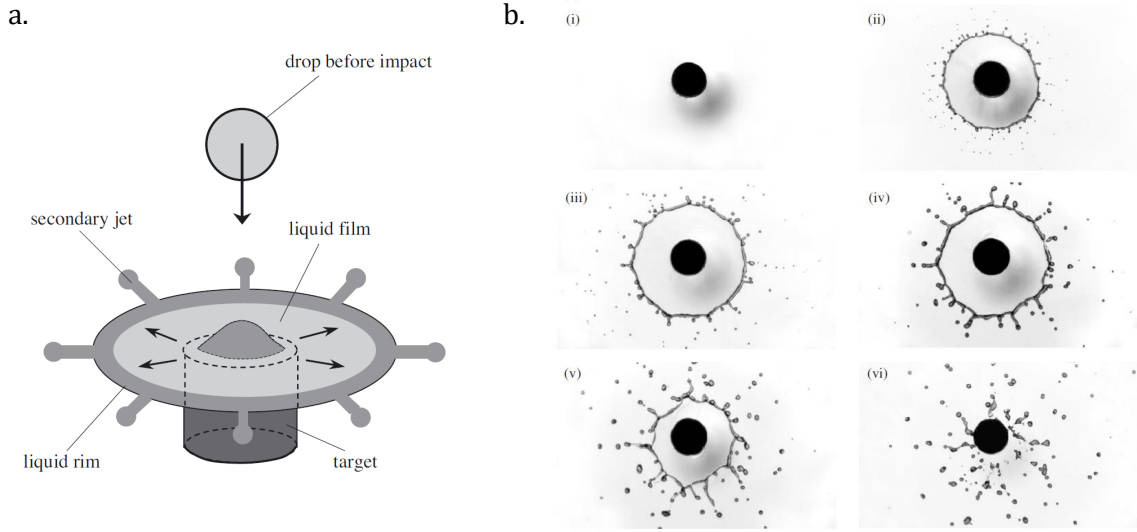 a.
drop before impact
secondary jet
liquid film
liquid rim
target
b.
(i)
(ii)
(iii)
(iv)
(v)
(vi)